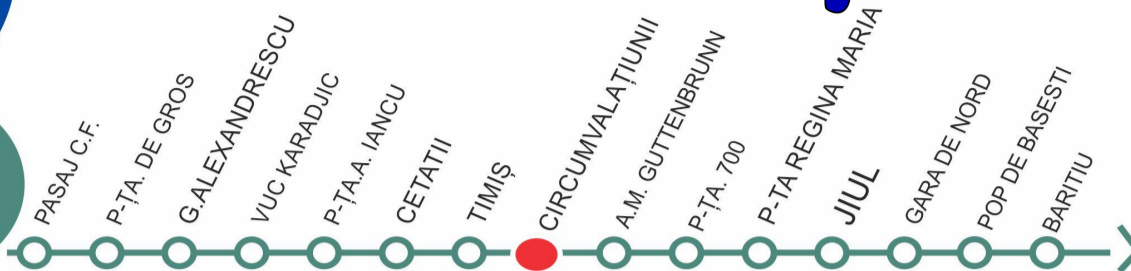 PASAJ C.F.
P-ȚA. DE GROS
G.ALEXANDRESCU
VUC KARADJIC
P-ȚA.A. IANCU
CETATII
TIMIȘ
CIRCUMVALAȚIUNII
A.M. GUTTENBRUNN
P-ȚA. 700
P-TA REGINA MARIA
JIUL
GARA DE NORD
POP DE BASESTI
BARITIU